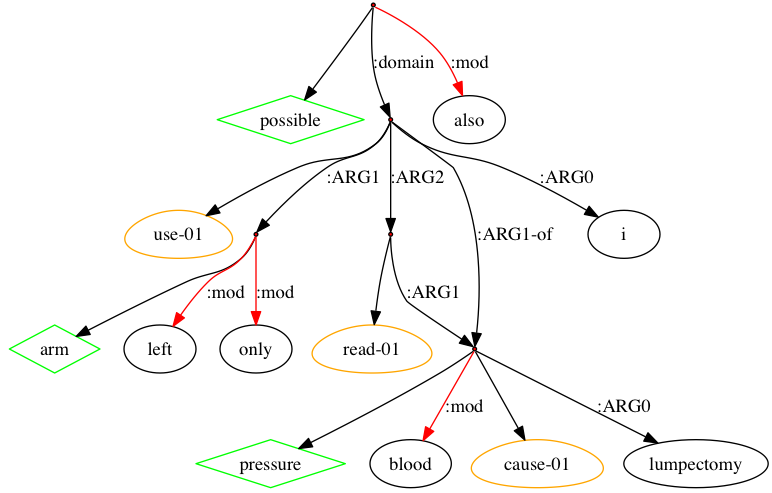 :domain :mod
possible also
:ARG1 :ARG2 :ARG0
use-01 :ARG1-of i
:mod :mod :ARG1
arm left only read-01
:mod :ARG0
pressure blood cause-01 lumpectomy